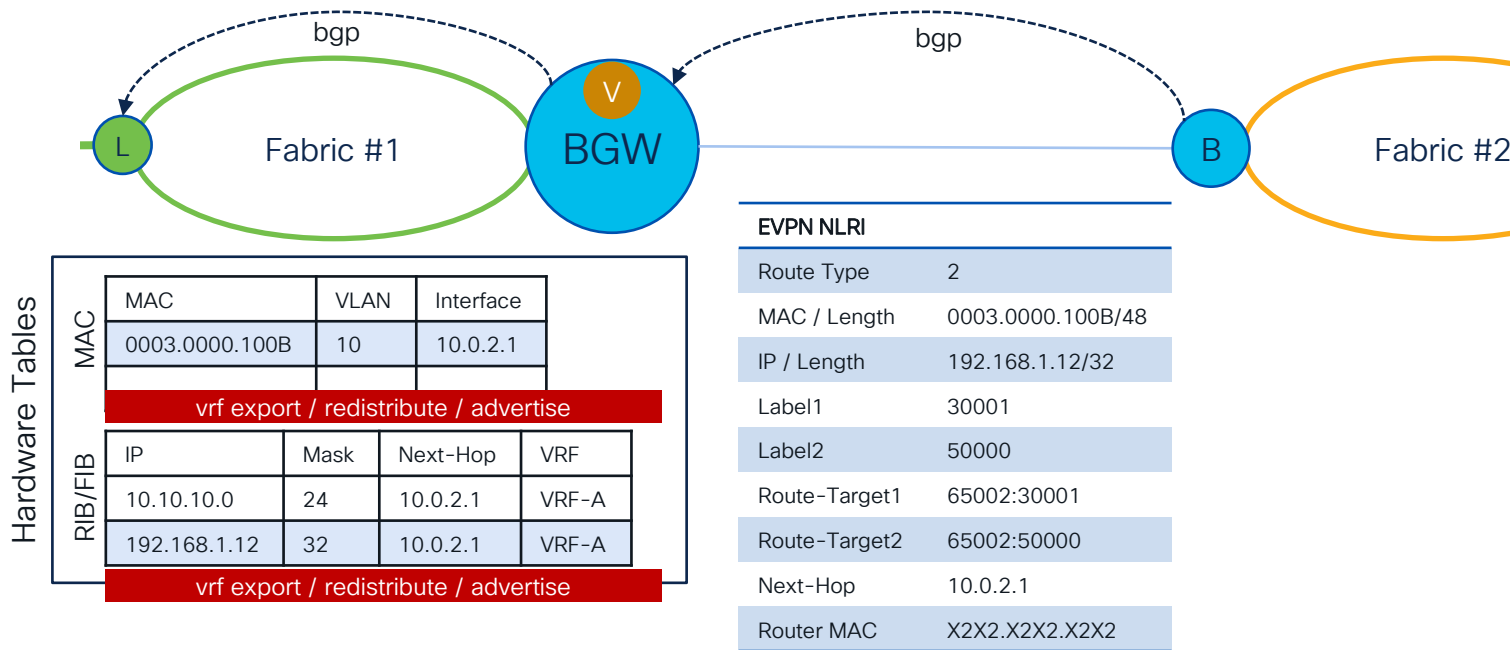 bgp
bgp
V
L
Fabric #1
BGW
B
Fabric #2
Hardware Tables
MAC
MAC VLAN Interface
0003.0000.100B 10 10.0.2.1
vrf export / redistribute / advertise
RIB/FIB
IP Mask Next-Hop VRF
10.10.10.0 24 10.0.2.1 VRF-A
192.168.1.12 32 10.0.2.1 VRF-A
vrf export / redistribute / advertise
EVPN NLRI
Route Type 2
MAC / Length 0003.0000.100B/48
IP / Length 192.168.1.12/32
Label1 30001
Label2 50000
Route-Target1 65002:30001
Route-Target2 65002:50000
Next-Hop 10.0.2.1
Router MAC X2X2.X2X2.X2X2